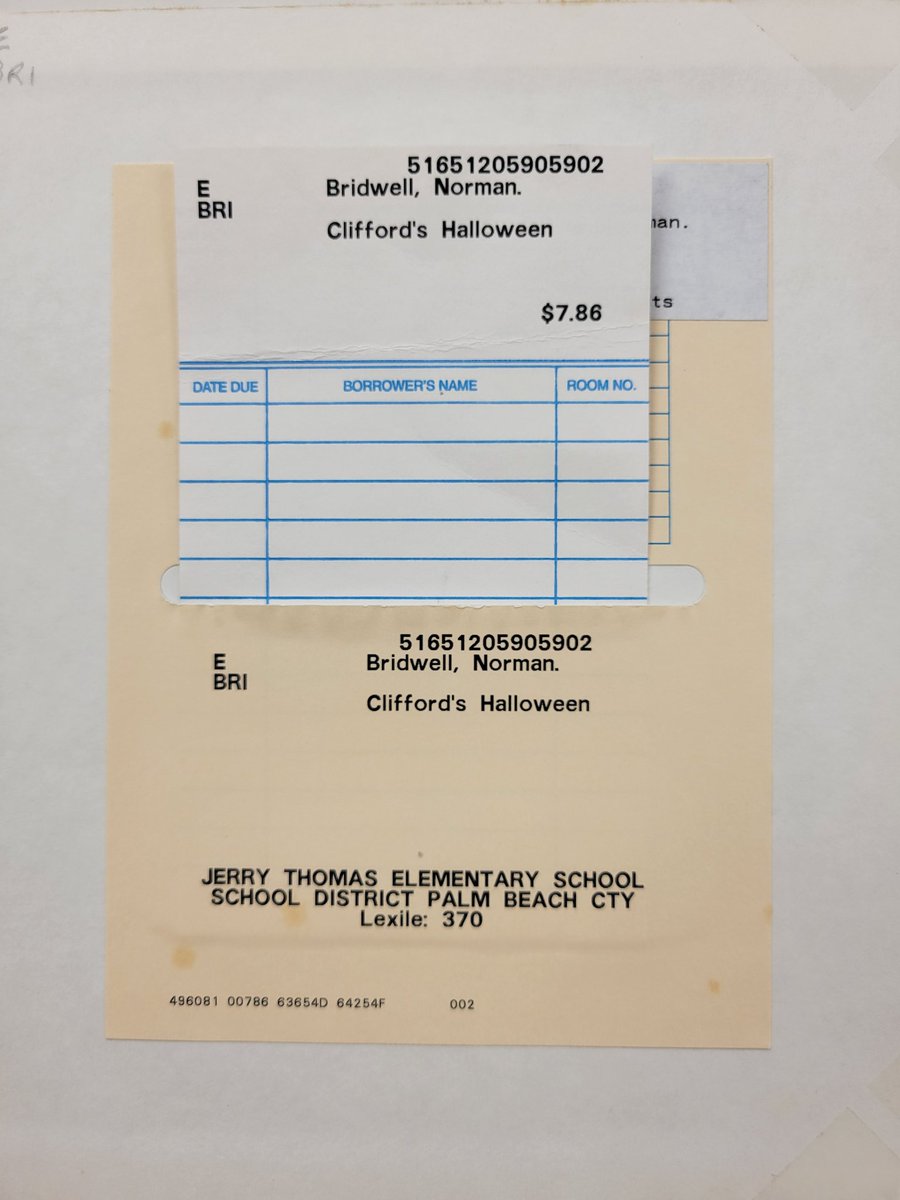 E
BRI
51651205905902
E
BRI
Bridwell, Norman.
Clifford's Halloween
$7.86
man.
ts
DATE DUE
BORROWER'S NAME
ROOM NO.
51651205905902
E
BRI
Bridwell, Norman.
Clifford's Halloween
JERRY THOMAS ELEMENTARY SCHOOL
SCHOOL DISTRICT PALM BEACH CTY
Lexile: 370
496081 00786 63654D 64254F 002